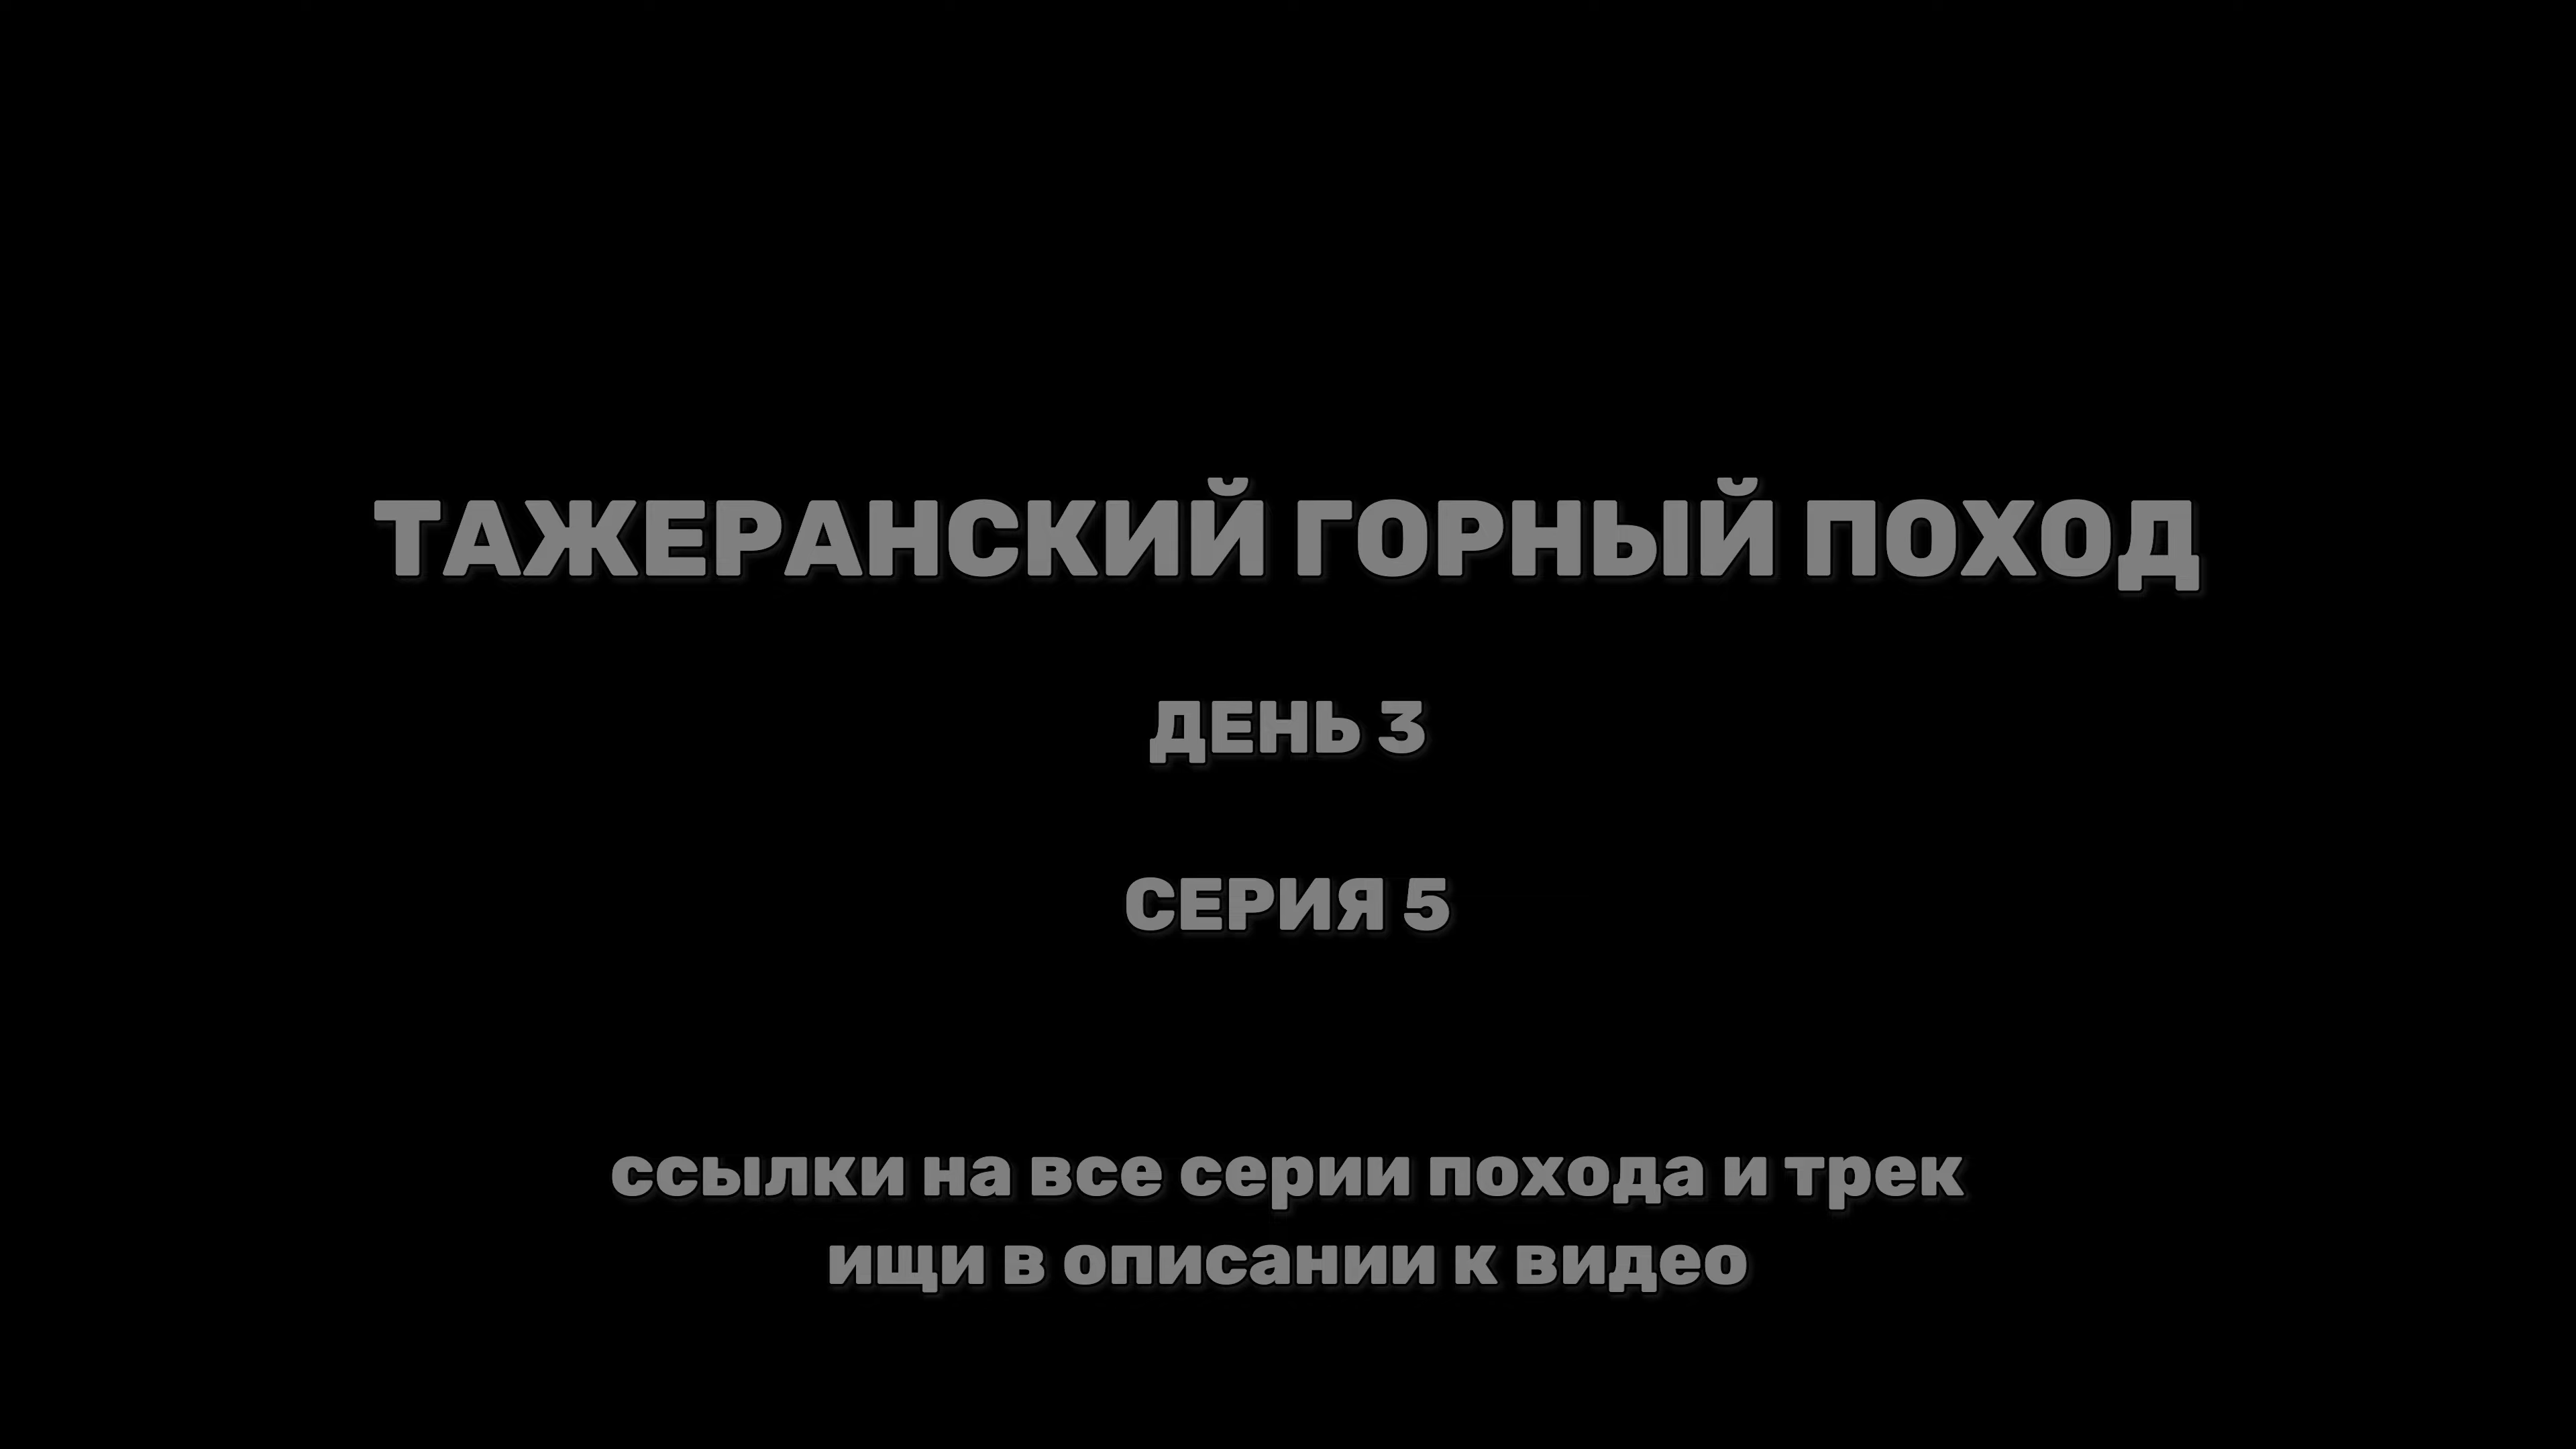 ТАЖЕРАНСКИЙ ГОРНЫЙ ПОХОД
ДЕНЬ 3
СЕРИЯ 5
ссылки на все серии похода и трек
ищи в описании к видео